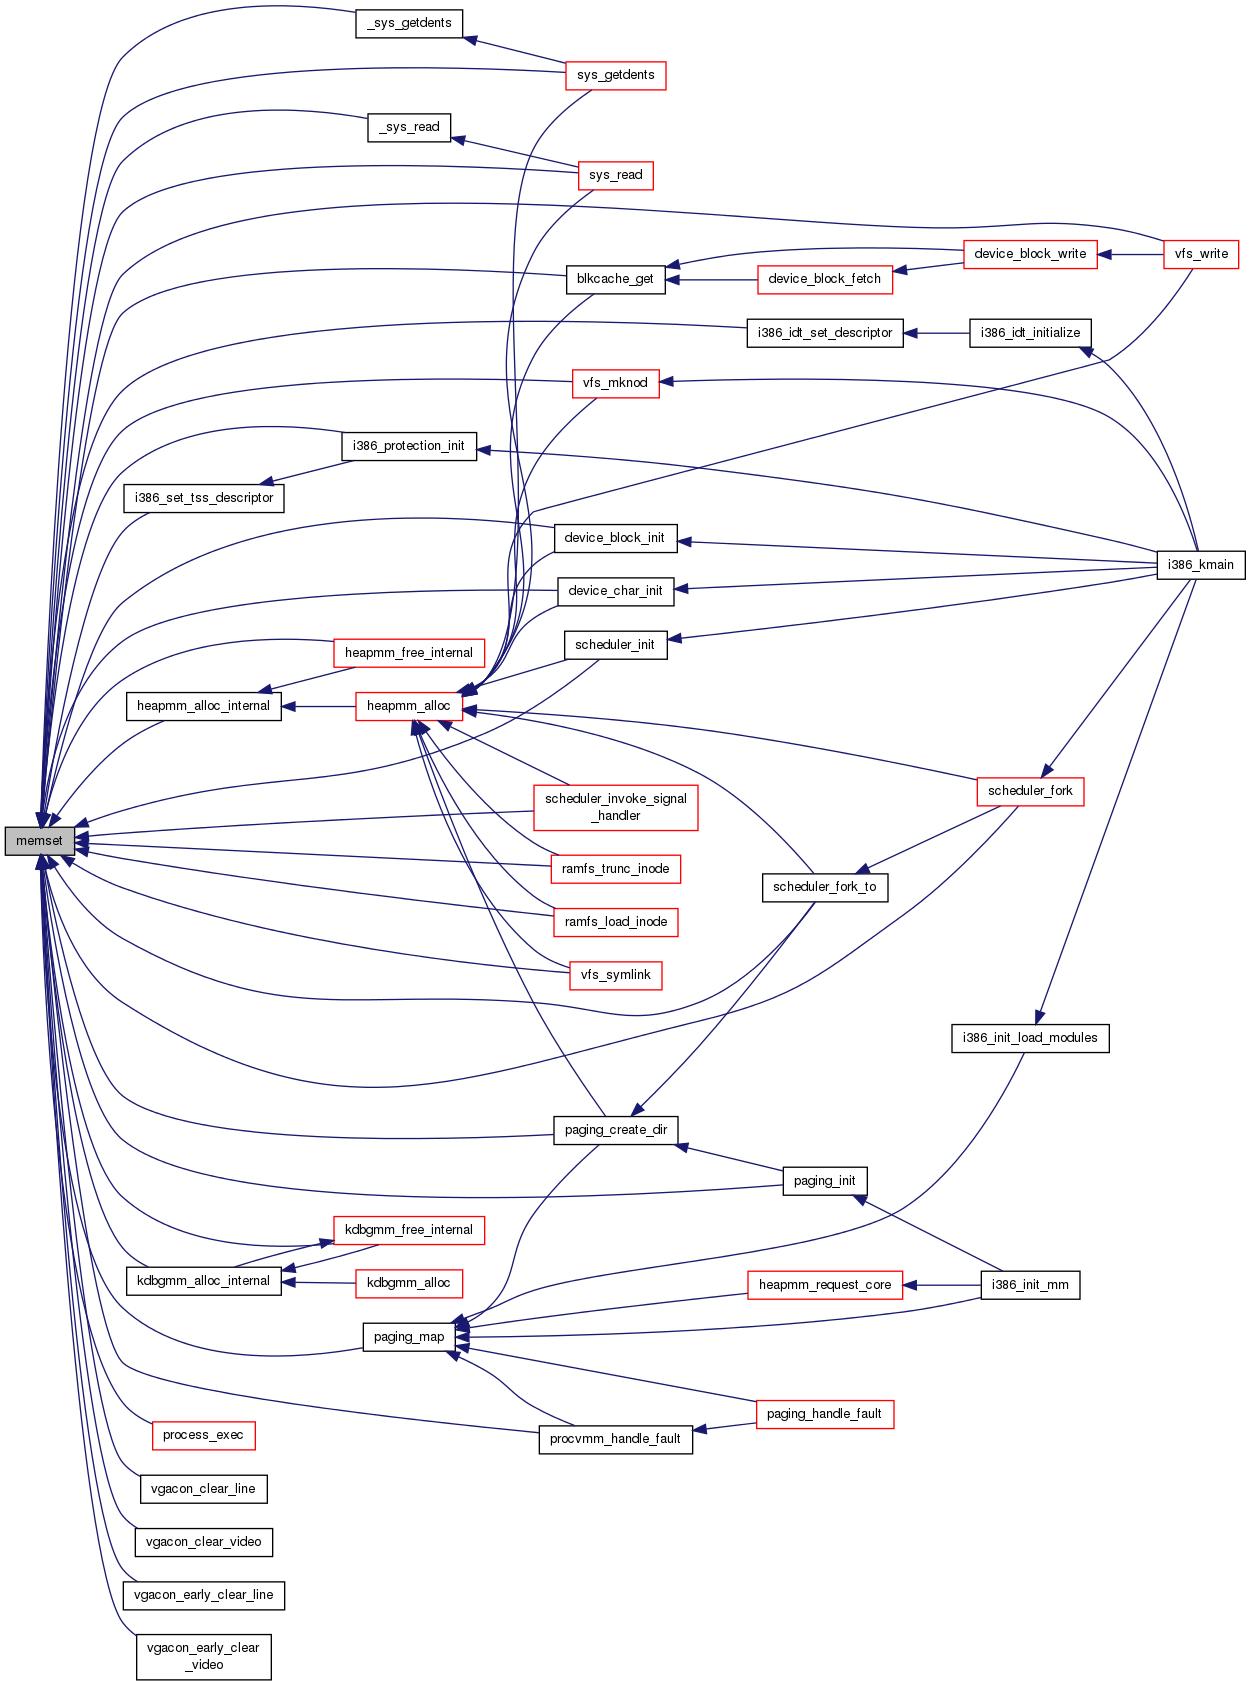 _sys_getdents
sys_getdents
_sys_read
sys_read
vfs_write
device_block_write
blkcache_get
device_block_fetch
i386_idt_set_descriptor
i386_idt_initialize
vfs_mknod
i386_protection_init
i386_set_tss_descriptor
device_block_init
i386_kmain
device_char_init
scheduler_init
heapmm_free_internal
heapmm_alloc_internal
heapmm_alloc
scheduler_fork
scheduler_invoke_signal
_handler
memset
ramfs_trunc_inode
scheduler_fork_to
ramfs_load_inode
vfs_symlink
i386_init_load_modules
paging_create_dir
paging_init
kdbgmm_free_internal
kdbgmm_alloc_internal
kdbgmm_alloc
heapmm_request_core
i386_init_mm
paging_map
paging_handle_fault
process_exec
procvmm_handle_fault
vgacon_clear_line
vgacon_clear_video
vgacon_early_clear_line
vgacon_early_clear
_video